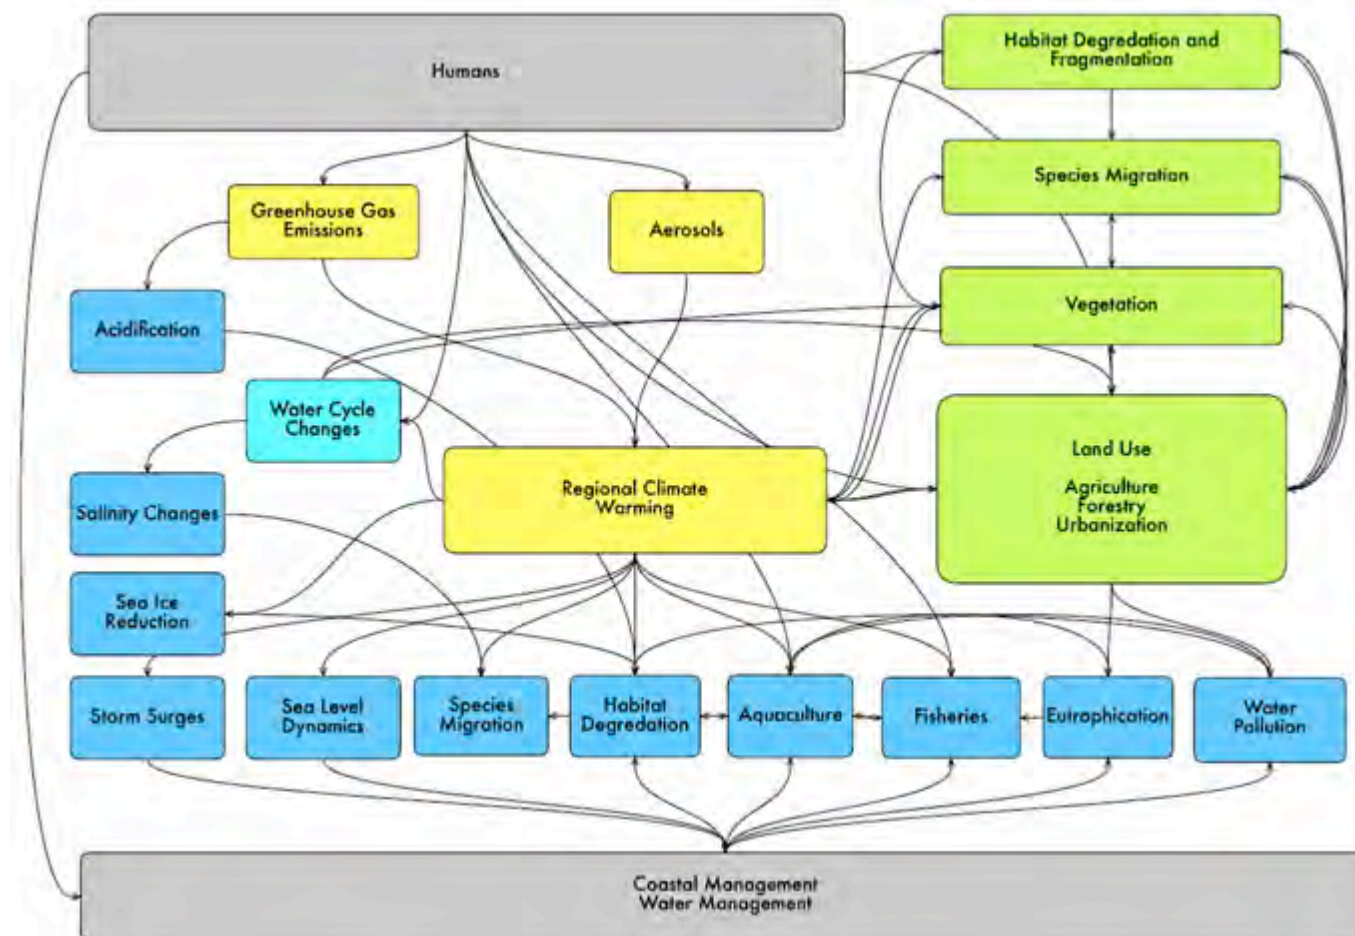 Humans
Habitat Degredation and
Fragmentation
Species Migration
Greenhouse Gas
Emissions
Aerosols
Vegetation
Acidification
Water Cycle
Changes
Land Use
Agriculture
Forestry
Urbanization
Regional Climate
Warming
Salinity Changes
Sea Ice
Reduction
Storm Surges
Sea Level
Dynamics
Species
Migration
Habitat
Degredation
Aquaculture
Fisheries
Eutrophication
Water
Pollution
Coastal Management
Water Management